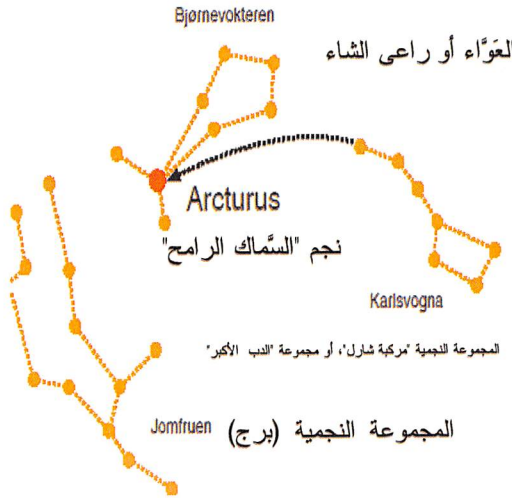 Bjørnevokteren
العَوَّاء أو راعى الشاء
Arcturus
نجم "السَّماك الرامح"
Karlsvogna
المجموعة النجمية "مركبة شارل"، أو مجموعة "الدب الأكبر"
Jomfruen
المجموعة النجمية (برج)